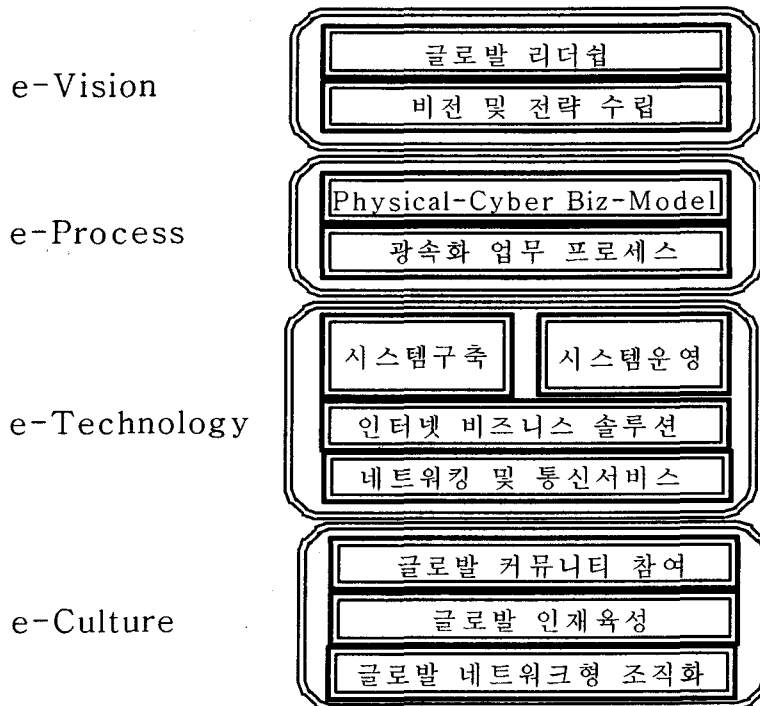 e-Vision
글로발 리더쉽
비전 및 전략 수립
e-Process
Physical-Cyber Biz-Model
광속화 업무 프로세스
e-Technology
시스템구축 시스템운영
인터넷 비즈니스 솔루션
네트워킹 및 통신서비스
e-Culture
글로발 커뮤니티 참여
글로발 인재육성
글로발 네트워크형 조직화